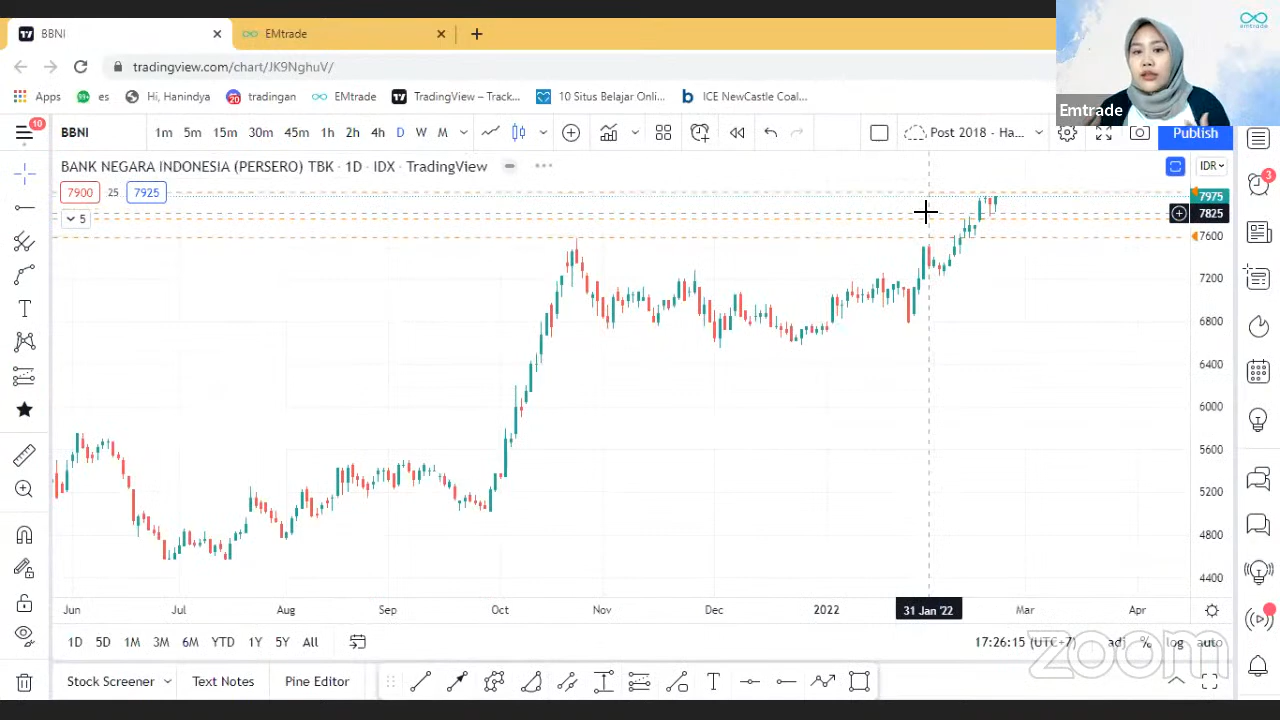 BBNI
EMtrade
emtrade
tradingview.com/chart/JK9NghuV/
Apps
es
Hi, Hanindya
20
tradingan
EMtrade
TradingView – Track...
10 Situs Belajar Onli...
ICE NewCastle Coal...
Emtrade
10
BBNI
1m 5m 15m 30m 45m 1h 2h 4h D W M
Post 2018 - Ha...
Publish
BANK NEGARA INDONESIA (PERSERO) TBK · 1D · IDX · TradingView
IDR
7900 25 7925
5
3
7975
7825
7600
7200
6800
6400
6000
5600
5200
4800
4400
Jun Jul Aug Sep Oct Nov Dec 2022 31 Jan '22 Mar Apr
1D 5D 1M 3M 6M YTD 1Y 5Y All
17:26:15 (UTC+7) adj % log auto
zoom
Stock Screener Text Notes Pine Editor